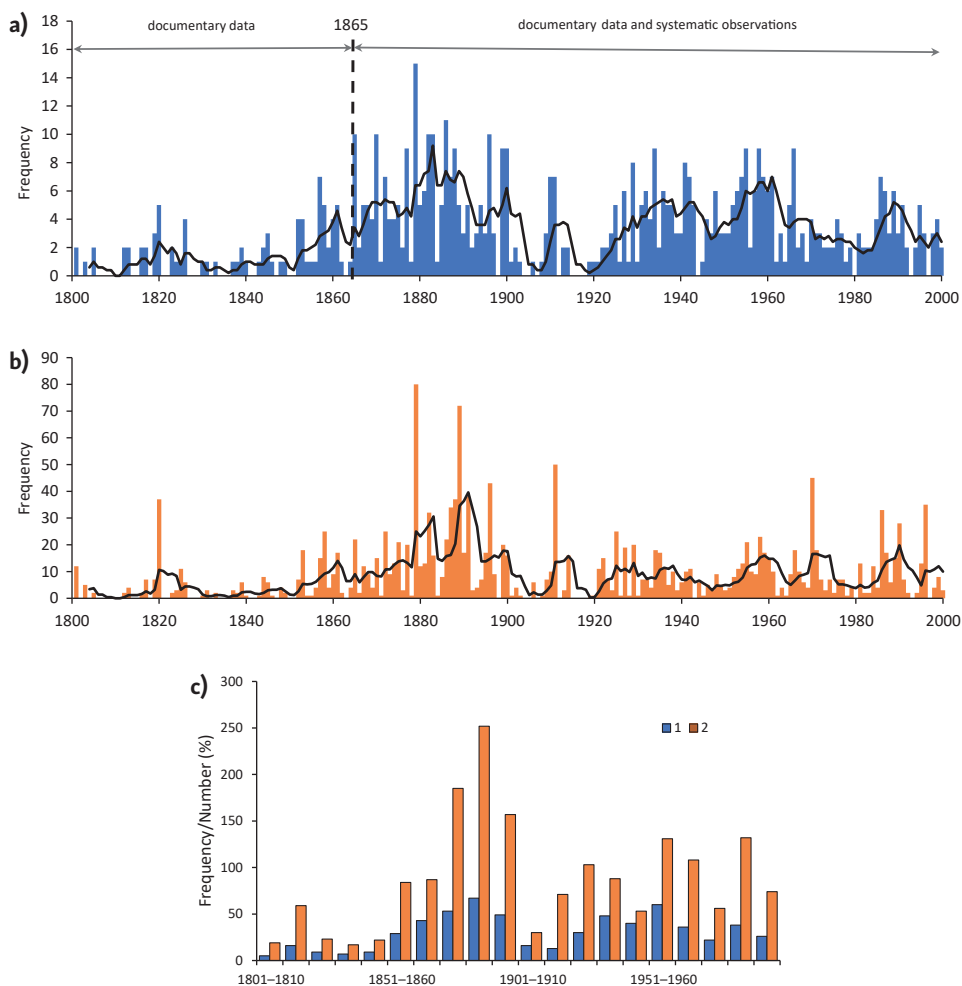 a)
documentary data
1865
documentary data and systematic observations
18
16
14
12
10
8
6
4
2
0
Frequency
1800 1820 1840 1860 1880 1900 1920 1940 1960 1980 2000
b)
90
80
70
60
50
40
30
20
10
0
Frequency
1800 1820 1840 1860 1880 1900 1920 1940 1960 1980 2000
c)
300
250
200
150
100
50
0
Frequency/Number (%)
1 2
1801–1810 1851–1860 1901–1910 1951–1960